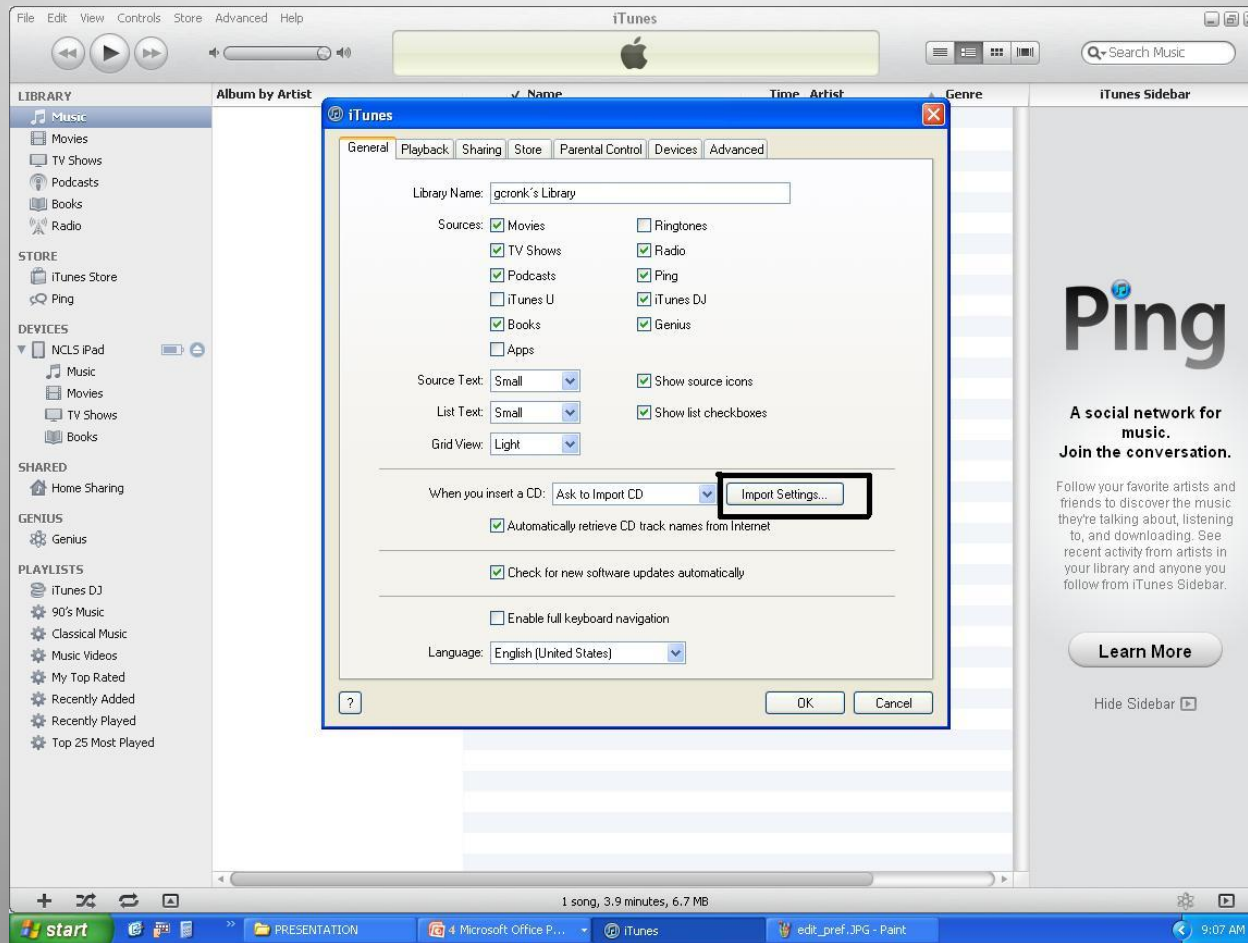 File Edit View Controls Store Advanced Help
iTunes
Search Music
LIBRARY
Music
Movies
TV Shows
Podcasts
Books
Radio
STORE
iTunes Store
Ping
DEVICES
NCLS iPad
Music
Movies
TV Shows
Books
SHARED
Home Sharing
GENIUS
Genius
PLAYLISTS
iTunes DJ
90's Music
Classical Music
Music Videos
My Top Rated
Recently Added
Recently Played
Top 25 Most Played
Album by Artist
Name Time Artist Genre
iTunes
General Playback Sharing Store Parental Control Devices Advanced
Library Name: gcronk´s Library
Sources: Movies Ringtones
TV Shows Radio
Podcasts Ping
iTunes U iTunes DJ
Books Genius
Apps
Source Text: Small Show source icons
List Text: Small Show list checkboxes
Grid View: Light
When you insert a CD: Ask to Import CD Import Settings...
Automatically retrieve CD track names from Internet
Check for new software updates automatically
Enable full keyboard navigation
Language: English (United States)
? OK Cancel
iTunes Sidebar
Ping
A social network for
music.
Join the conversation.
Follow your favorite artists and
friends to discover the music
they're talking about, listening
to, and downloading. See
recent activity from artists in
your library and anyone you
follow from iTunes Sidebar.
Learn More
Hide Sidebar
1 song, 3.9 minutes, 6.7 MB
start
PRESENTATION
4 Microsoft Office P...
iTunes
edit_pref.JPG - Paint
9:07 AM